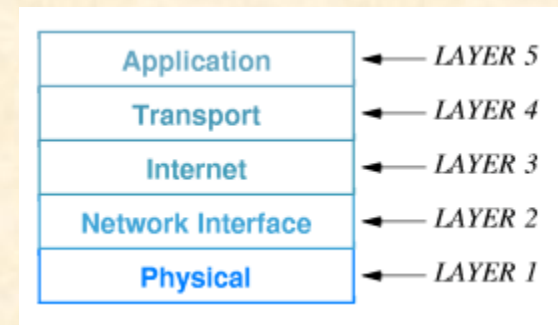 Application LAYER 5
Transport LAYER 4
Internet LAYER 3
Network Interface LAYER 2
Physical LAYER 1